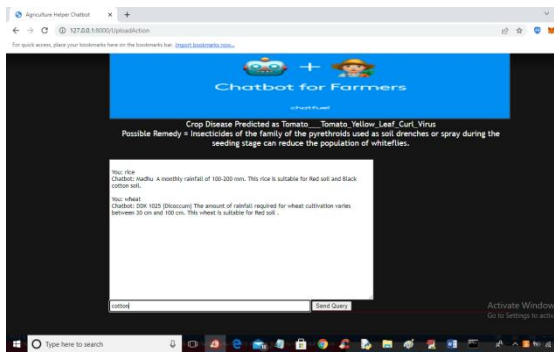 Agriculture Helper Chatbot
127.0.0.1:8000/UploadAction
For quick access, place your bookmarks here on the bookmarks bar. Import bookmarks now...
Chatbot for Farmers
chatfuel
Crop Disease Predicted as Tomato___Tomato_Yellow_Leaf_Curl_Virus
Possible Remedy = Insecticides of the family of the pyrethroids used as soil drenches or spray during the
seeding stage can reduce the population of whiteflies.
You: rice
Chatbot: Madhu A monthly rainfall of 100-200 mm. This rice is suitable for Red soil and Black
cotton soil.
You: wheat
Chatbot: DDK 1025 (Dicoccum) The amount of rainfall required for wheat cultivation varies
between 30 cm and 100 cm. This wheat is suitable for Red soil .
cotton
Send Query
Activate Window
Go to Settings to activ
Type here to search